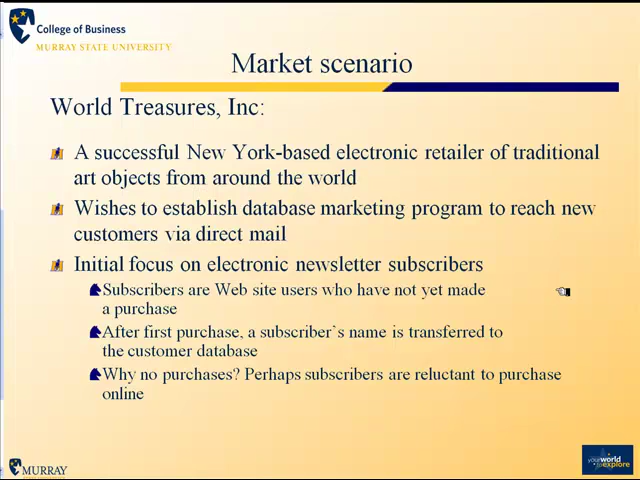 College of Business
MURRAY STATE UNIVERSITY
Market scenario
World Treasures, Inc:
A successful New York-based electronic retailer of traditional
art objects from around the world
Wishes to establish database marketing program to reach new
customers via direct mail
Initial focus on electronic newsletter subscribers
Subscribers are Web site users who have not yet made
a purchase
After first purchase, a subscriber's name is transferred to
the customer database
Why no purchases? Perhaps subscribers are reluctant to purchase
online
MURRAY
your world
to explore